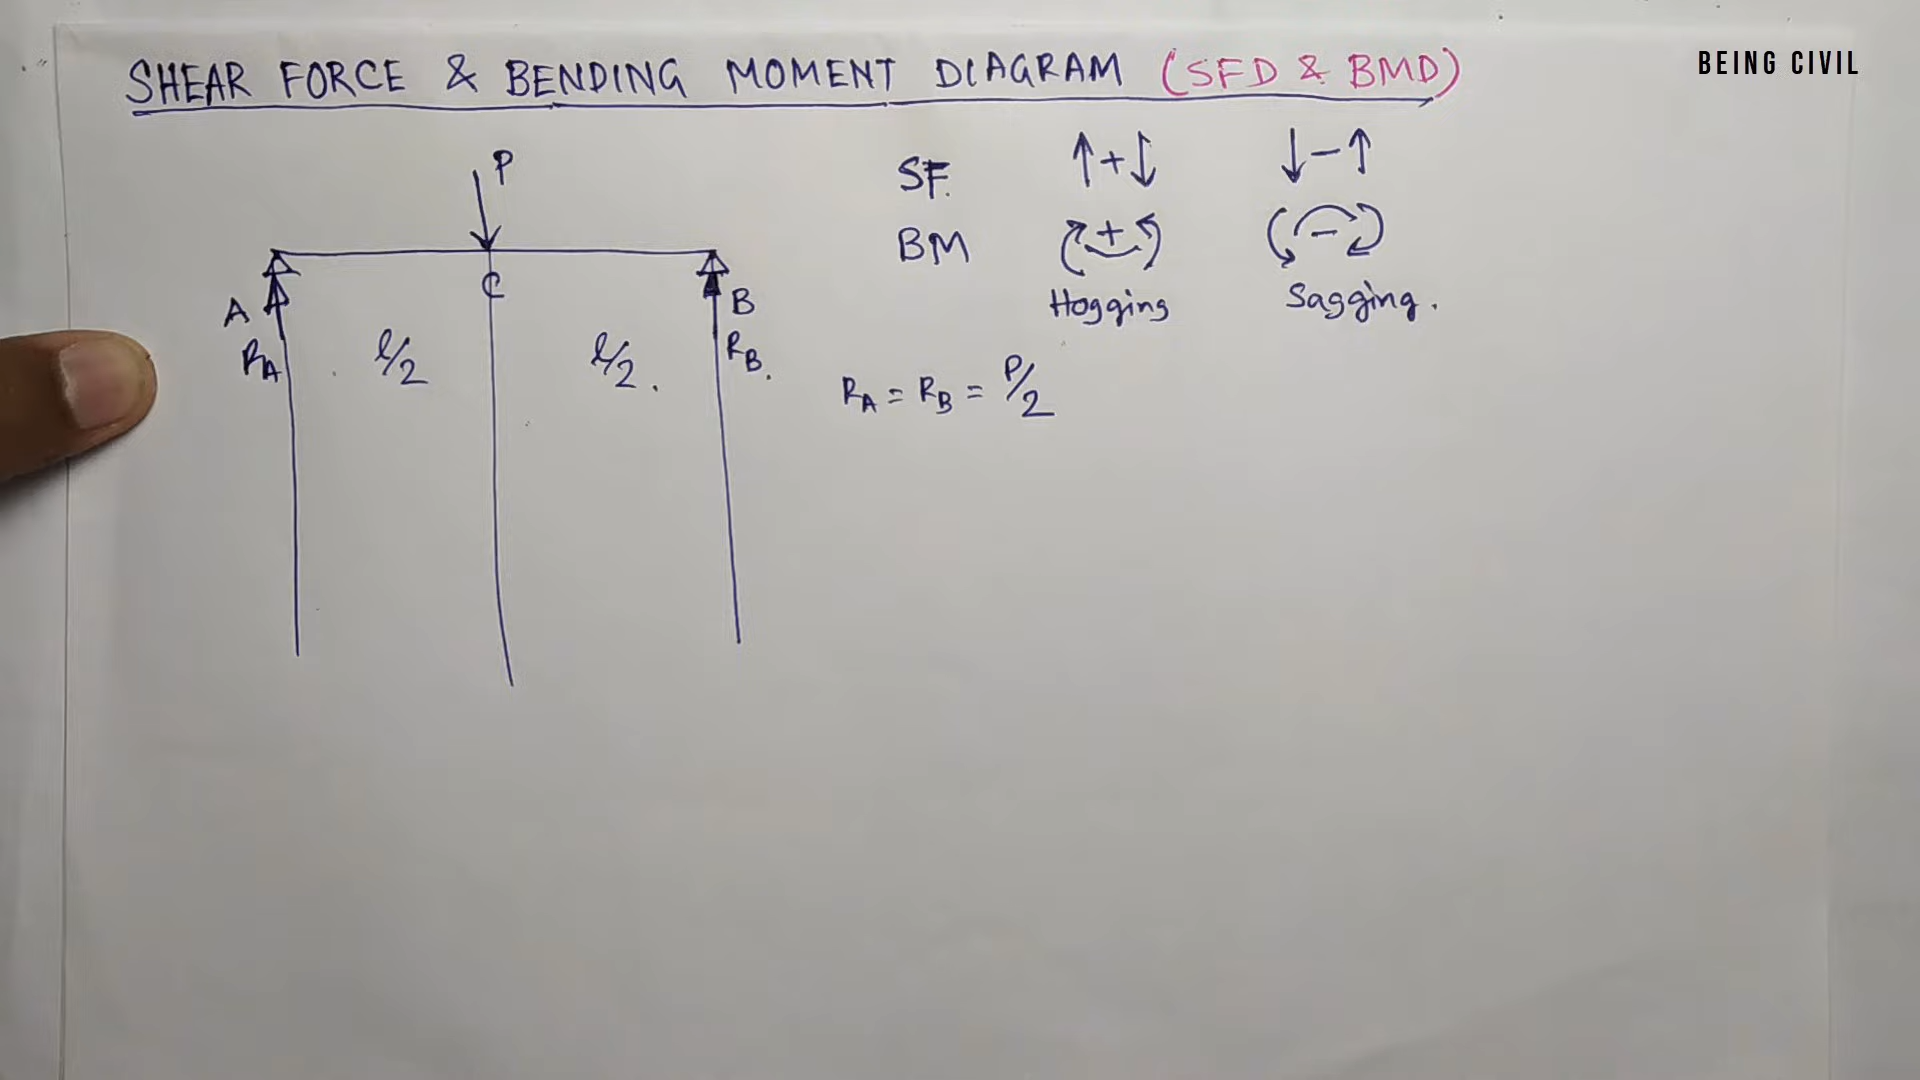 SHEAR FORCE & BENDING MOMENT DIAGRAM (SFD & BMD)
BEING CIVIL
P
SF. ↑+↓ ↓-↑
BM + -
Hogging Sagging.
C
A B
RA l/2 l/2. RB.
RA = RB = P/2